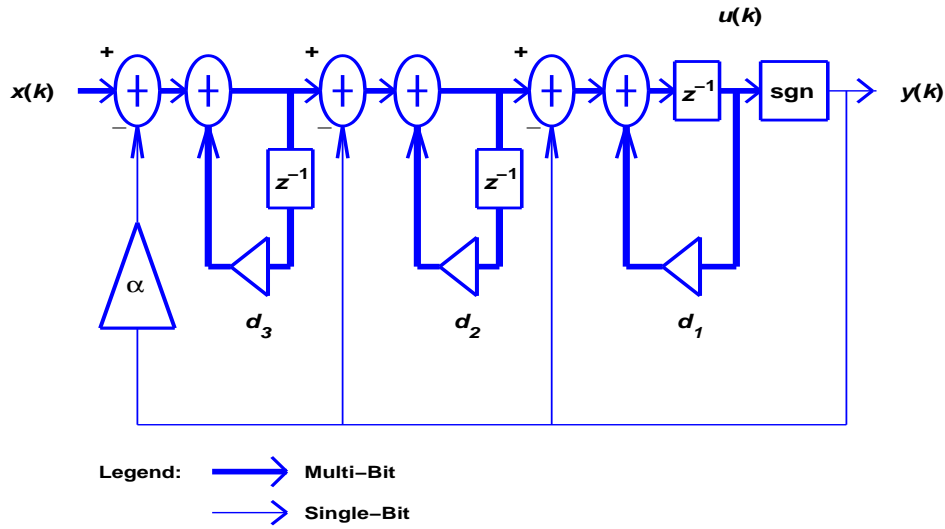 u(k)
+ + +
x(k) + + + + + + z⁻¹ sgn y(k)
− − −
z⁻¹ z⁻¹
α
d₃ d₂ d₁
Legend: Multi−Bit
Single−Bit